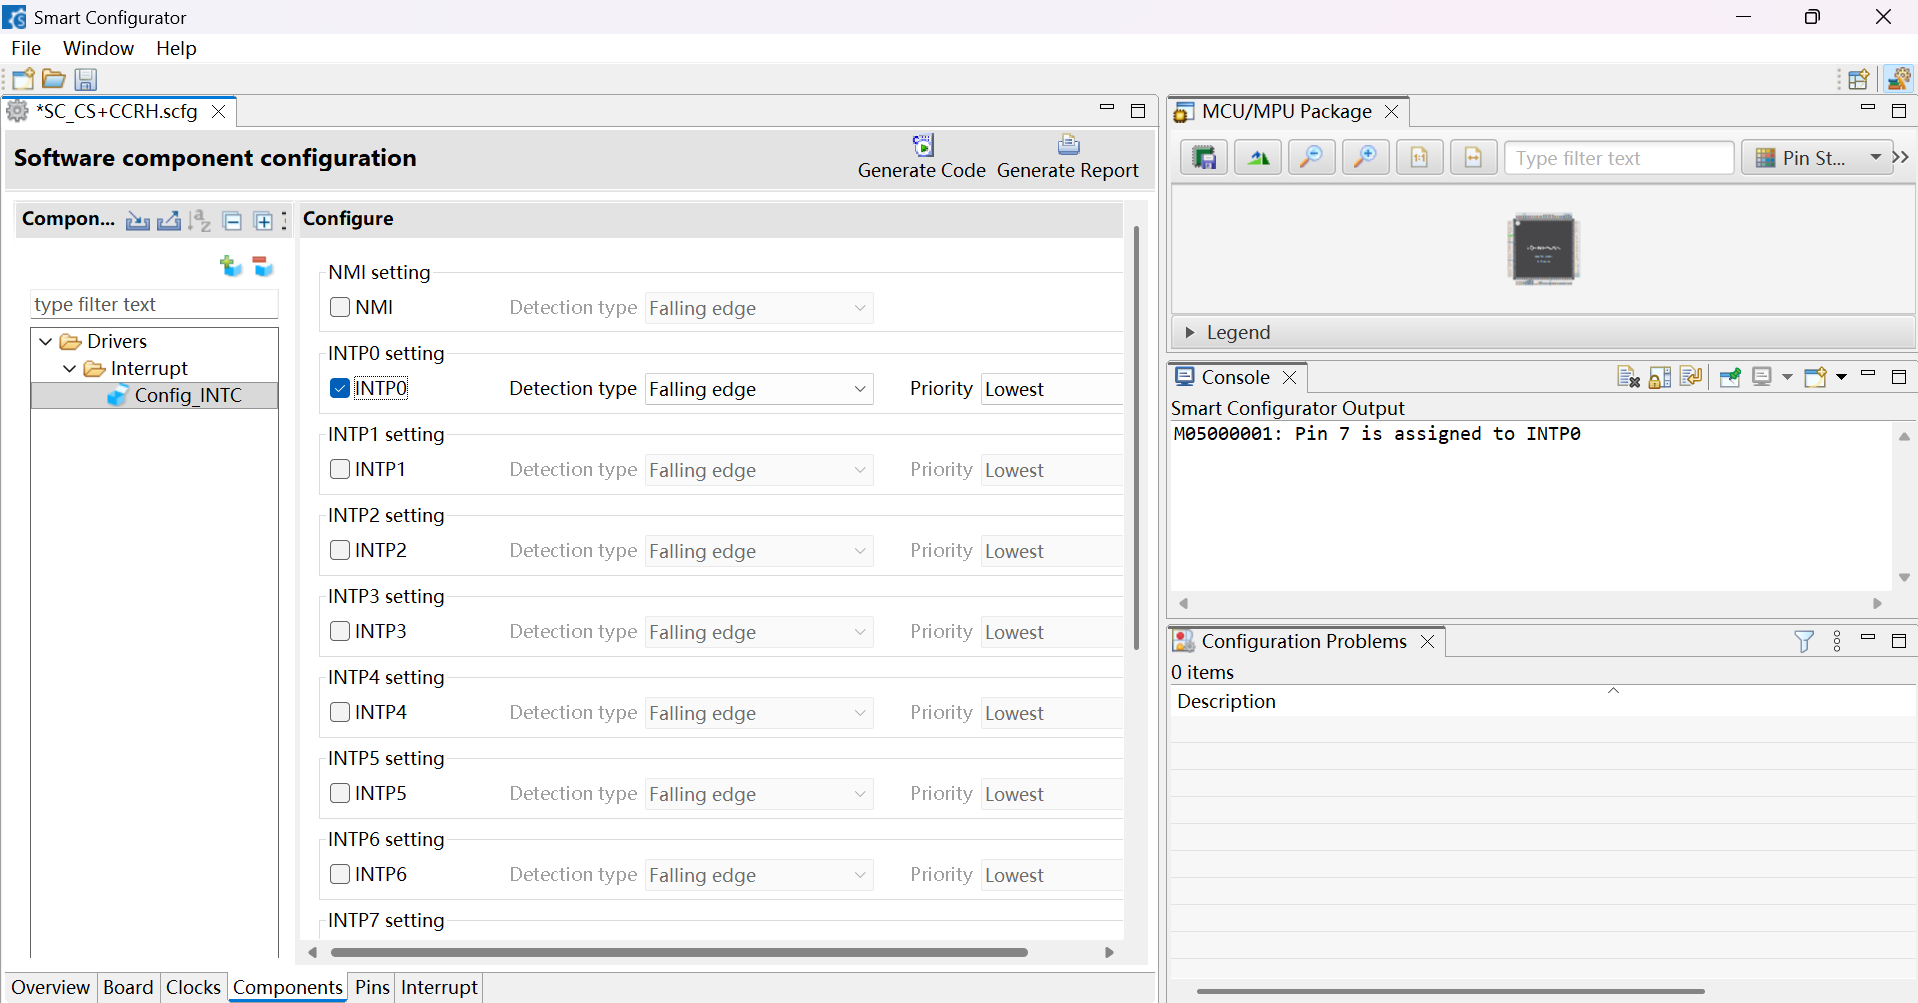 Smart Configurator
File Window Help
*SC_CS+CCRH.scfg
Software component configuration
Generate Code
Generate Report
Compon...
type filter text
Drivers
Interrupt
Config_INTC
Configure
NMI setting
NMI Detection type Falling edge
INTP0 setting
INTP0 Detection type Falling edge Priority Lowest
INTP1 setting
INTP1 Detection type Falling edge Priority Lowest
INTP2 setting
INTP2 Detection type Falling edge Priority Lowest
INTP3 setting
INTP3 Detection type Falling edge Priority Lowest
INTP4 setting
INTP4 Detection type Falling edge Priority Lowest
INTP5 setting
INTP5 Detection type Falling edge Priority Lowest
INTP6 setting
INTP6 Detection type Falling edge Priority Lowest
INTP7 setting
Overview Board Clocks Components Pins Interrupt
MCU/MPU Package
Type filter text
Pin St...
Legend
Console
Smart Configurator Output
M05000001: Pin 7 is assigned to INTP0
Configuration Problems
0 items
Description